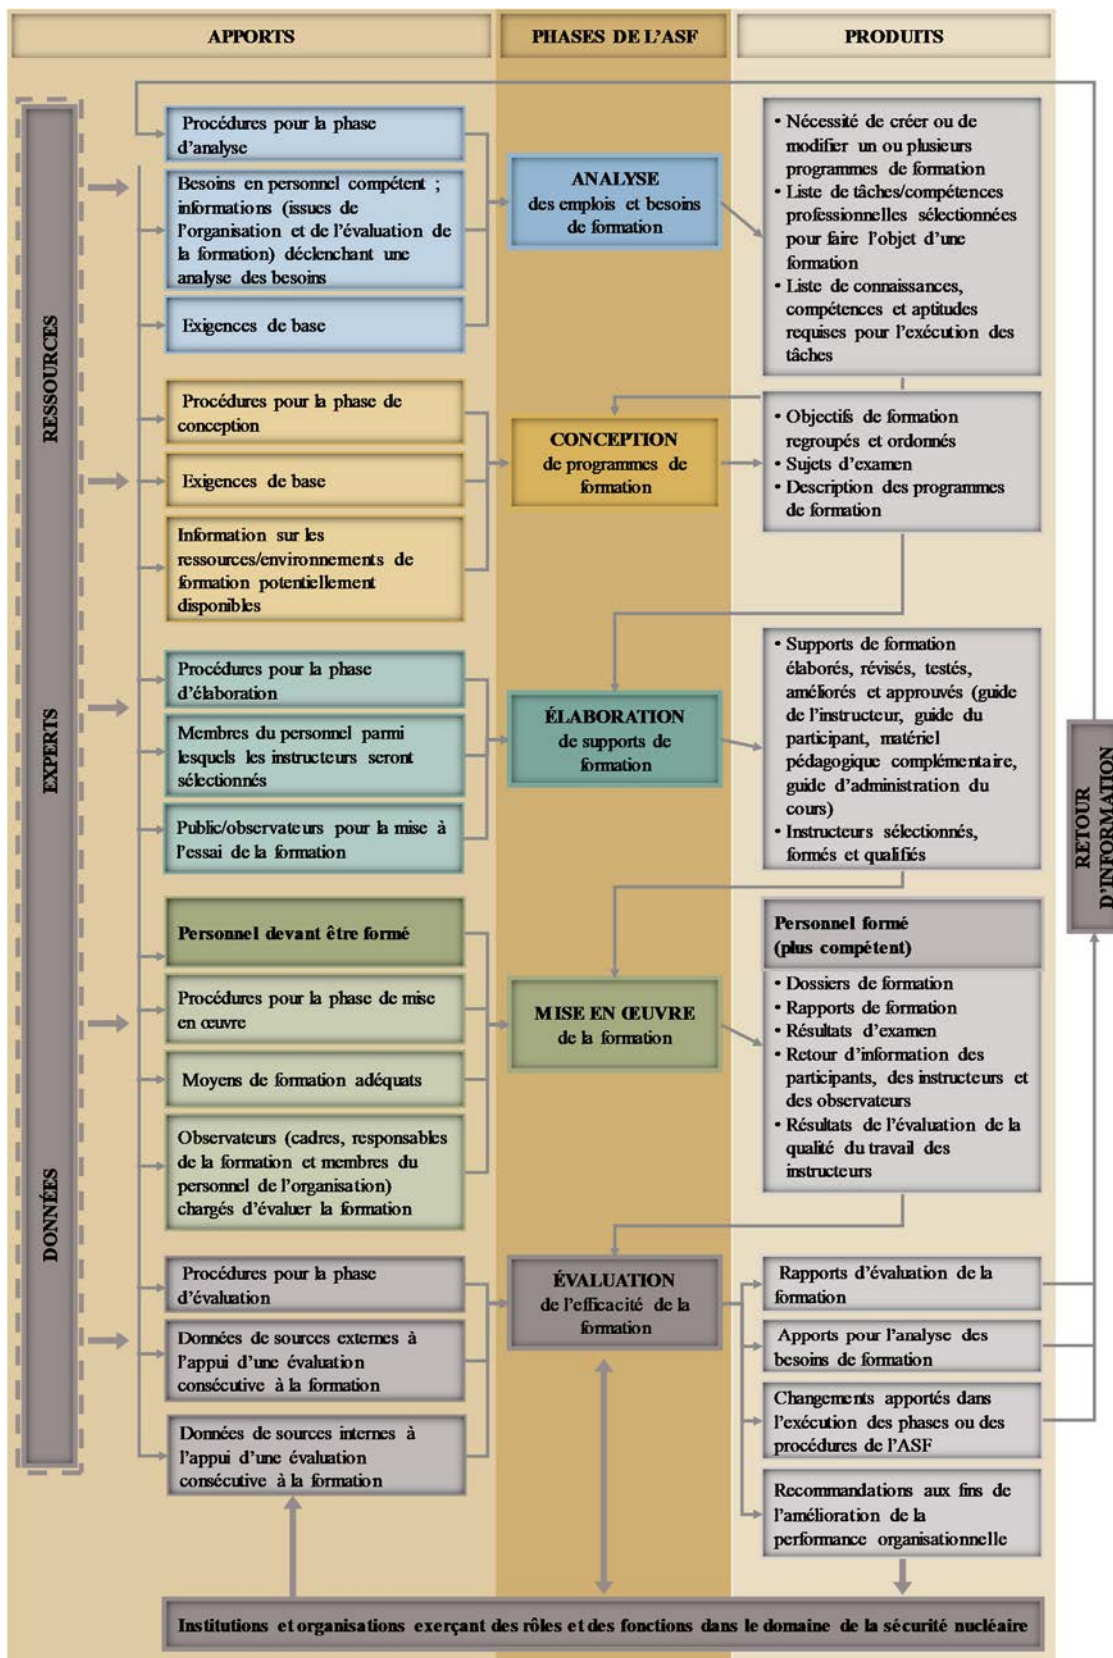 APPORTS
PHASES DE L’ASF
PRODUITS
RESSOURCES
EXPERTS
DONNÉES
Procédures pour la phase
d’analyse
Besoins en personnel compétent ;
informations (issues de
l’organisation et de l’évaluation de
la formation) déclenchant une
analyse des besoins
Exigences de base
ANALYSE
des emplois et besoins
de formation
• Nécessité de créer ou de
modifier un ou plusieurs
programmes de formation
• Liste de tâches/compétences
professionnelles sélectionnées
pour faire l’objet d’une
formation
• Liste de connaissances,
compétences et aptitudes
requises pour l’exécution des
tâches
Procédures pour la phase de
conception
Exigences de base
Information sur les
ressources/environnements de
formation potentiellement
disponibles
CONCEPTION
de programmes de
formation
• Objectifs de formation
regroupés et ordonnés
• Sujets d’examen
• Description des programmes
de formation
Procédures pour la phase
d’élaboration
Membres du personnel parmi
lesquels les instructeurs seront
sélectionnés
Public/observateurs pour la mise à
l’essai de la formation
ÉLABORATION
de supports de
formation
• Supports de formation
élaborés, révisés, testés,
améliorés et approuvés (guide
de l’instructeur, guide du
participant, matériel
pédagogique complémentaire,
guide d’administration du
cours)
• Instructeurs sélectionnés,
formés et qualifiés
Personnel devant être formé
Procédures pour la phase de mise
en œuvre
Moyens de formation adéquats
Observateurs (cadres, responsables
de la formation et membres du
personnel de l’organisation)
chargés d’évaluer la formation
MISE EN ŒUVRE
de la formation
Personnel formé
(plus compétent)
• Dossiers de formation
• Rapports de formation
• Résultats d’examen
• Retour d’information des
participants, des instructeurs et
des observateurs
• Résultats de l’évaluation de la
qualité du travail des
instructeurs
Procédures pour la phase
d’évaluation
Données de sources externes à
l’appui d’une évaluation
consécutive à la formation
Données de sources internes à
l’appui d’une évaluation
consécutive à la formation
ÉVALUATION
de l’efficacité de la
formation
Rapports d’évaluation de la
formation
Apports pour l’analyse des
besoins de formation
Changements apportés dans
l’exécution des phases ou des
procédures de l’ASF
Recommandations aux fins de
l’amélioration de la
performance organisationnelle
RETOUR
D’INFORMATION
Institutions et organisations exerçant des rôles et des fonctions dans le domaine de la sécurité nucléaire